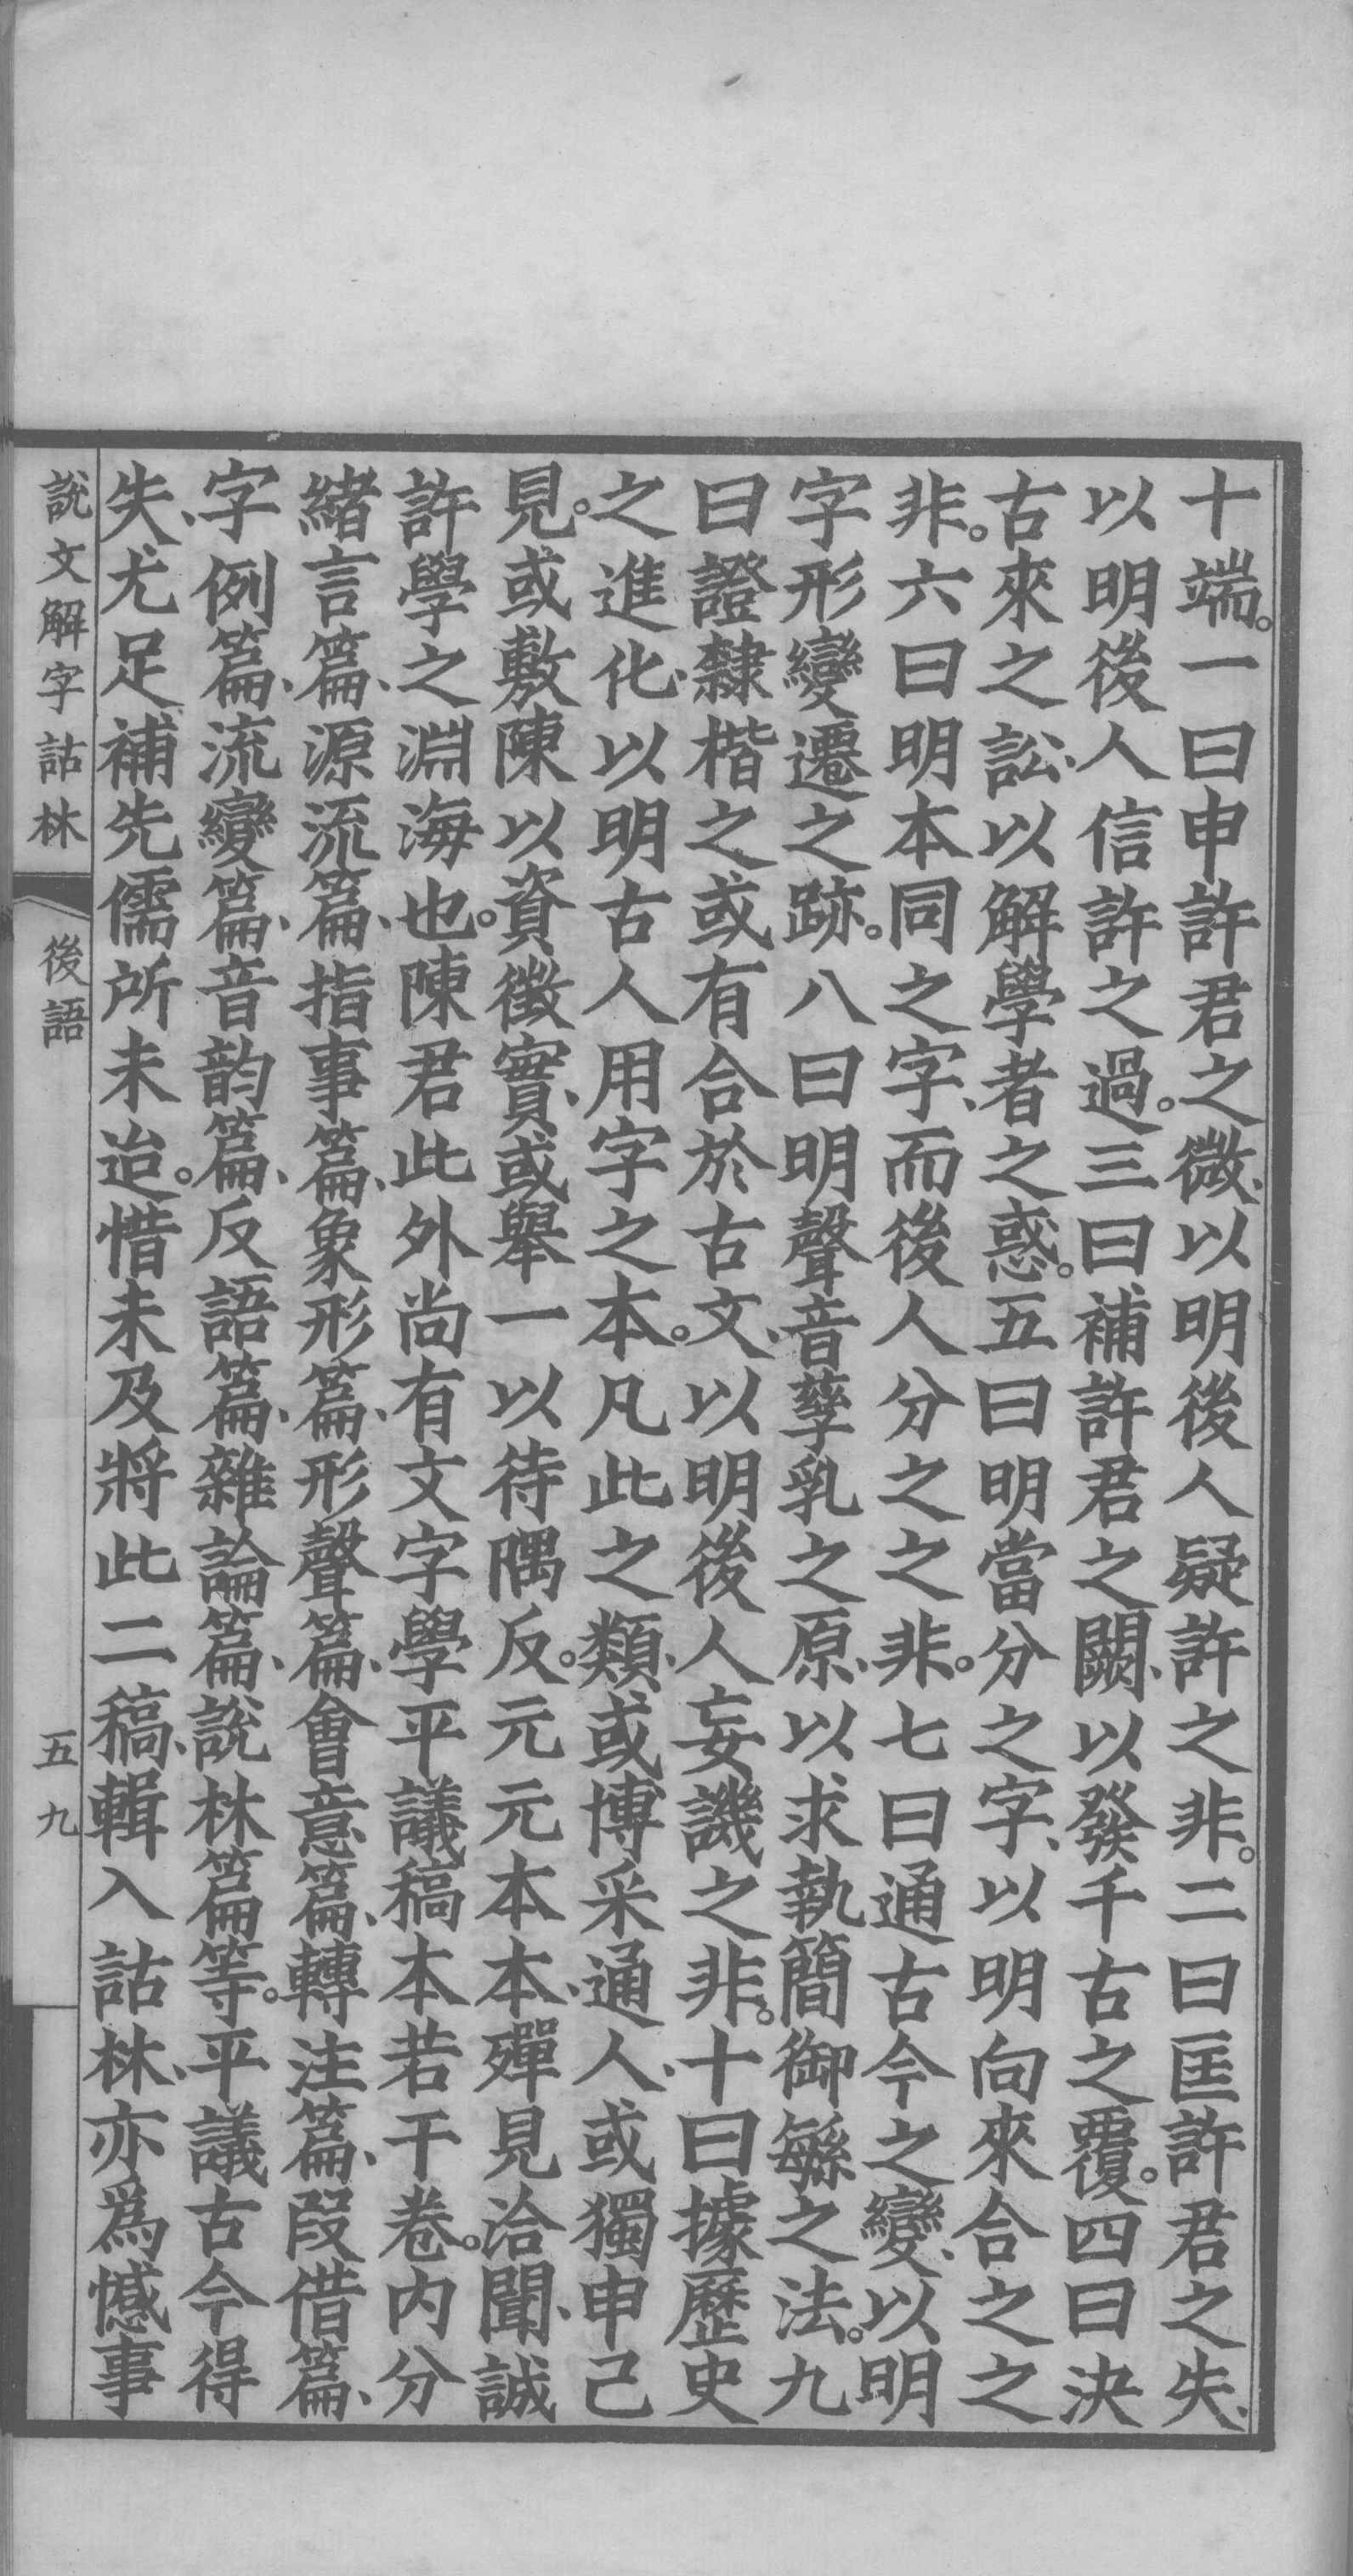 十端。一曰申許君之微、以明後人疑許之非。二曰匡許君之失、
以明後人信許之過。三曰補許君之闕、以發千古之覆。四曰決
古來之訟、以解學者之惑。五曰明當分之字、以明向來合之之
非。六曰明本同之字、而後人分之之非。七曰通古今之變、以明
字形變遷之跡。八曰明聲音孳乳之原、以求執簡御緐之法。九
曰證隸楷之或有合於古文、以明後人妄譏之非。十曰據歷史
之進化、以明古人用字之本。凡此之類、或博采通人、或獨申己
見。或敷陳以資徵實、或舉一以待隅反。元元本本、殫見洽聞、誠
許學之淵海也。陳君此外尚有文字學平議稿本若干卷。內分
緒言篇、源流篇、指事篇、象形篇、形聲篇、會意篇、轉注篇、叚借篇、
字例篇、流變篇、音韵篇、反語篇、雜論篇、說林篇等。平議古今得
失、尤足補先儒所未迨。惜未及將此二稿、輯入詁林、亦爲憾事
說文解字詁林 後語 五九